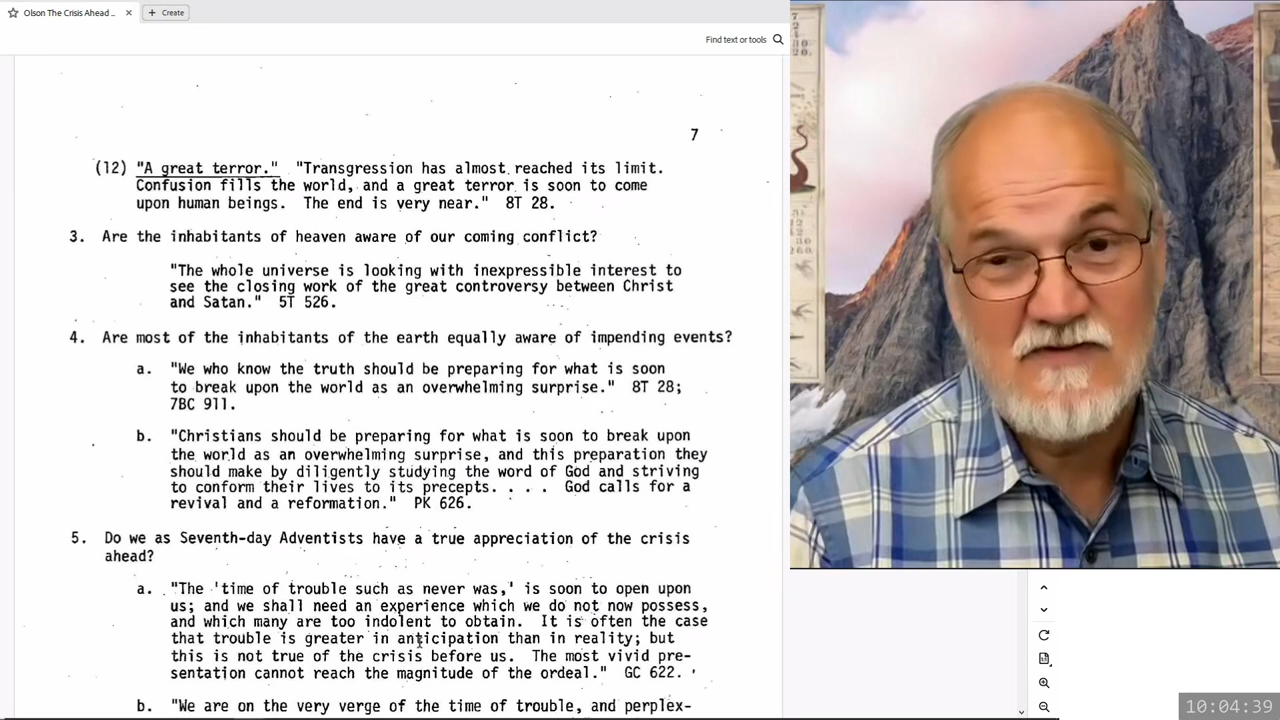 Olson The Crisis Ahead ..
Create
Find text or tools
7
(12) "A great terror." "Transgression has almost reached its limit.
Confusion fills the world, and a great terror is soon to come
upon human beings. The end is very near." 8T 28.
3. Are the inhabitants of heaven aware of our coming conflict?
"The whole universe is looking with inexpressible interest to
see the closing work of the great controversy between Christ
and Satan." 5T 526.
4. Are most of the inhabitants of the earth equally aware of impending events?
a. "We who know the truth should be preparing for what is soon
to break upon the world as an overwhelming surprise." 8T 28;
7BC 911.
b. "Christians should be preparing for what is soon to break upon
the world as an overwhelming surprise, and this preparation they
should make by diligently studying the word of God and striving
to conform their lives to its precepts. . . . God calls for a
revival and a reformation." PK 626.
5. Do we as Seventh-day Adventists have a true appreciation of the crisis
ahead?
a. "The 'time of trouble such as never was,' is soon to open upon
us; and we shall need an experience which we do not now possess,
and which many are too indolent to obtain. It is often the case
that trouble is greater in anticipation than in reality; but
this is not true of the crisis before us. The most vivid pre-
sentation cannot reach the magnitude of the ordeal." GC 622.
b. "We are on the very verge of the time of trouble, and perplex-
10:04:39